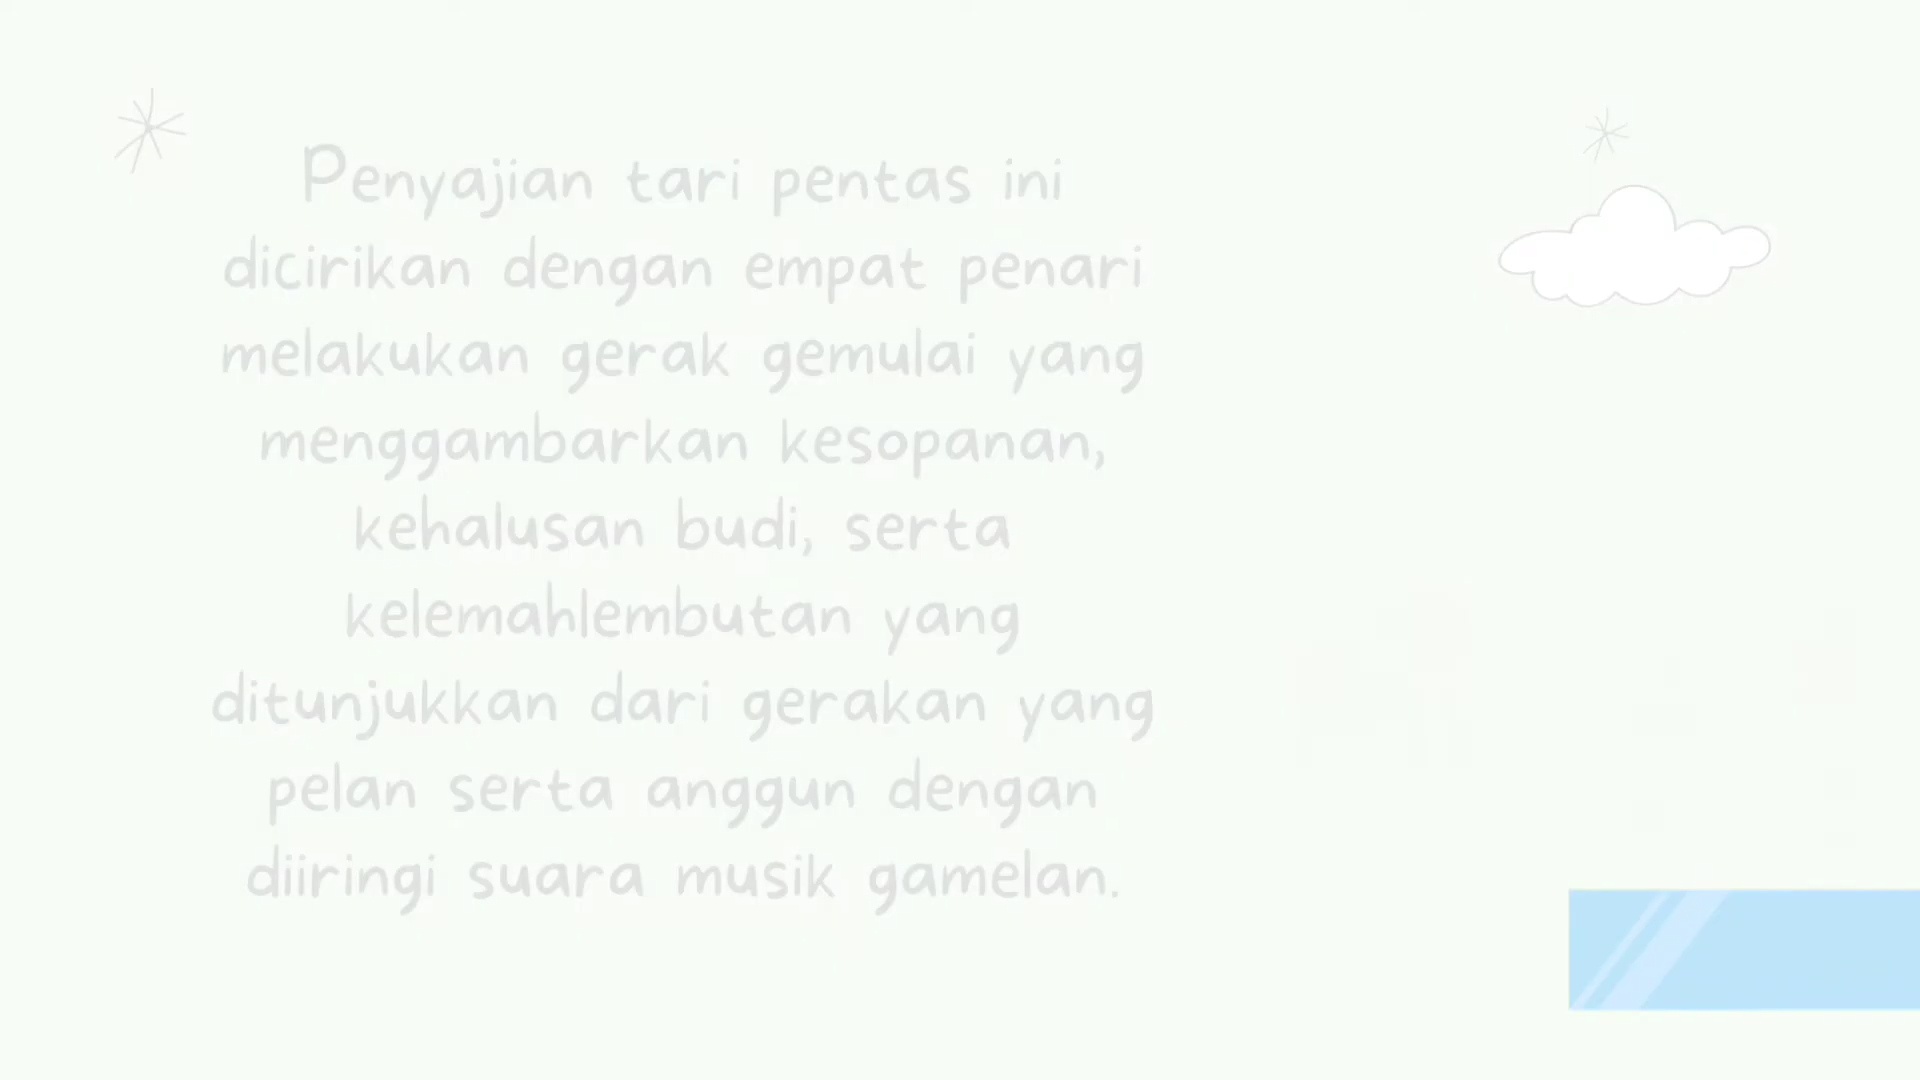 Penyajian tari pentas ini
dicirikan dengan empat penari
melakukan gerak gemulai yang
menggambarkan kesopanan,
kehalusan budi, serta
kelemahlembutan yang
ditunjukkan dari gerakan yang
pelan serta anggun dengan
diiringi suara musik gamelan.